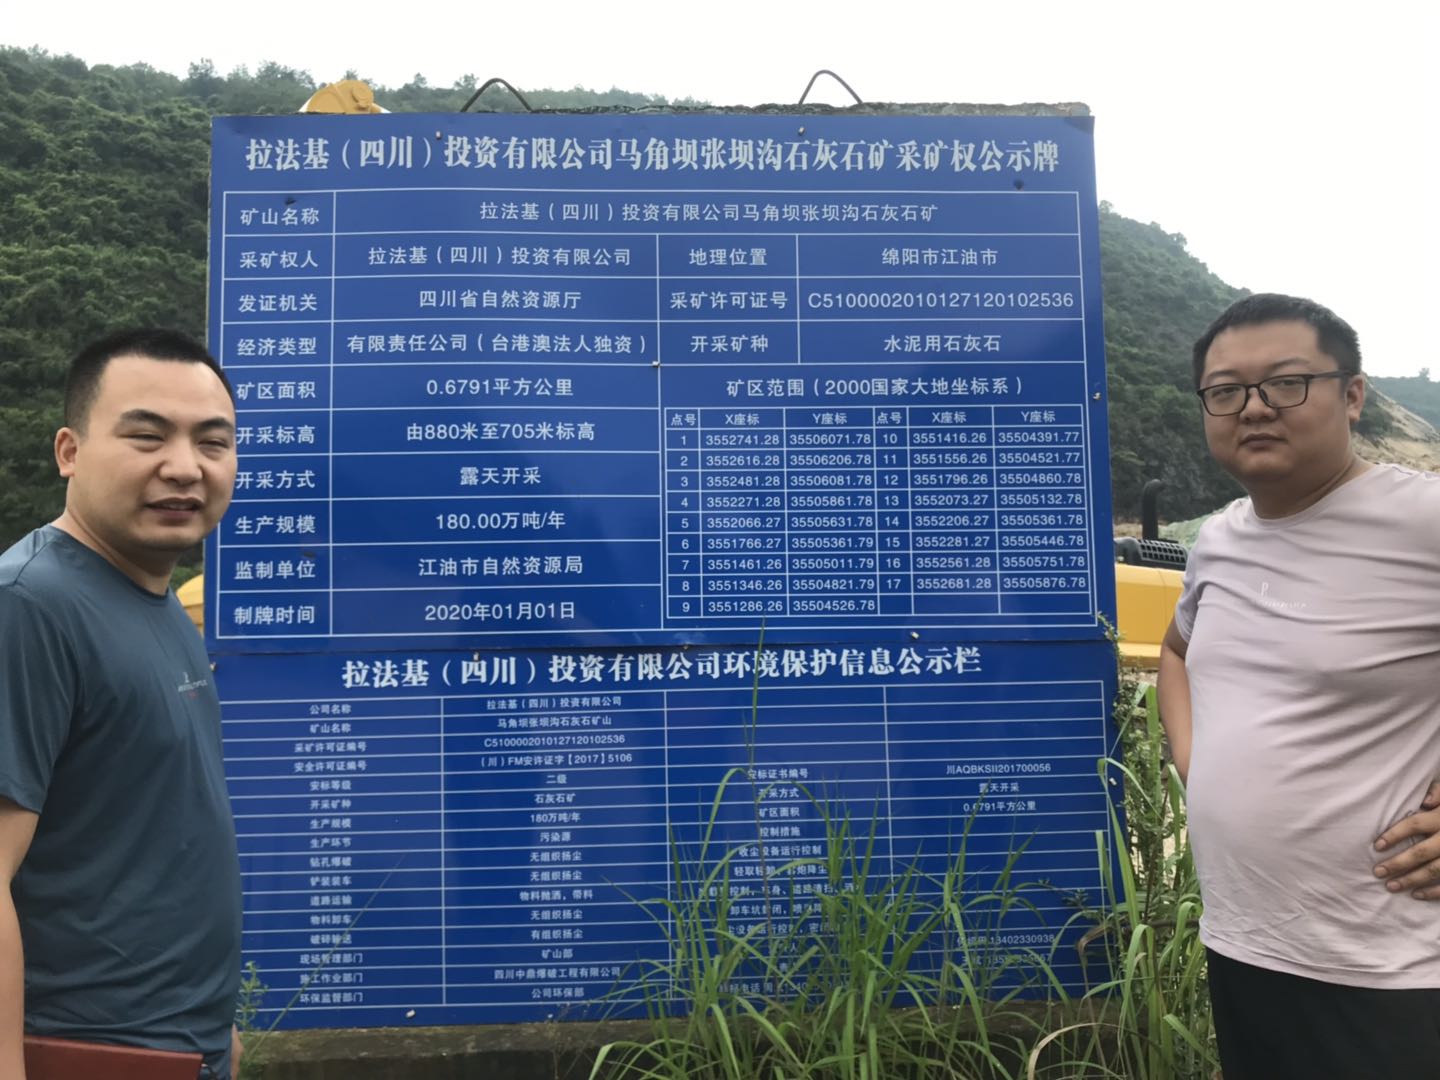 拉法基（四川）投资有限公司马角坝张坝沟石灰石矿采矿权公示牌
矿山名称 拉法基（四川）投资有限公司马角坝张坝沟石灰石矿
采矿权人 拉法基（四川）投资有限公司 地理位置 绵阳市江油市
发证机关 四川省自然资源厅 采矿许可证号 C5100002010127120102536
经济类型 有限责任公司（台港澳法人独资） 开采矿种 水泥用石灰石
矿区面积 0.6791平方公里 矿区范围（2000国家大地坐标系）
开采标高 由880米至705米标高
开采方式 露天开采
生产规模 180.00万吨/年
监制单位 江油市自然资源局
制牌时间 2020年01月01日
点号 X座标 Y座标 点号 X座标 Y座标
1 3552741.28 35506071.78 10 3551416.26 35504391.77
2 3552616.28 35506206.78 11 3551556.26 35504521.77
3 3552481.28 35506081.78 12 3551796.26 35504860.78
4 3552271.28 35505861.78 13 3552073.27 35505132.78
5 3552066.27 35505631.78 14 3552206.27 35505361.78
6 3551766.27 35505361.79 15 3552281.27 35505446.78
7 3551461.26 35505011.79 16 3552561.28 35505751.78
8 3551346.26 35504821.79 17 3552681.28 35505876.78
9 3551286.26 35504526.78
拉法基（四川）投资有限公司环境保护信息公示栏
公司名称 拉法基（四川）投资有限公司
矿山名称 马角坝张坝沟石灰石矿山
采矿许可证编号 C5100002010127120102536
安全许可证编号 （川）FM安许证字【2017】5106
安标等级 二级 安标证书编号 川AQBKSII201700056
开采矿种 石灰石矿 开采方式 露天开采
生产规模 180万吨/年 矿区面积 0.6791平方公里
生产环节 污染源 控制措施
钻孔爆破 无组织扬尘 收尘设备运行控制
铲装装车 无组织扬尘 轻取轻卸、
道路运输 物料抛洒，带料
物料卸车 无组织扬尘 卸车坑封闭，
破碎输送 有组织扬尘
现场管理部门 矿山部 13402330938
施工作业部门 四川中鼎爆破工程有限公司
环保监督部门 公司环保部